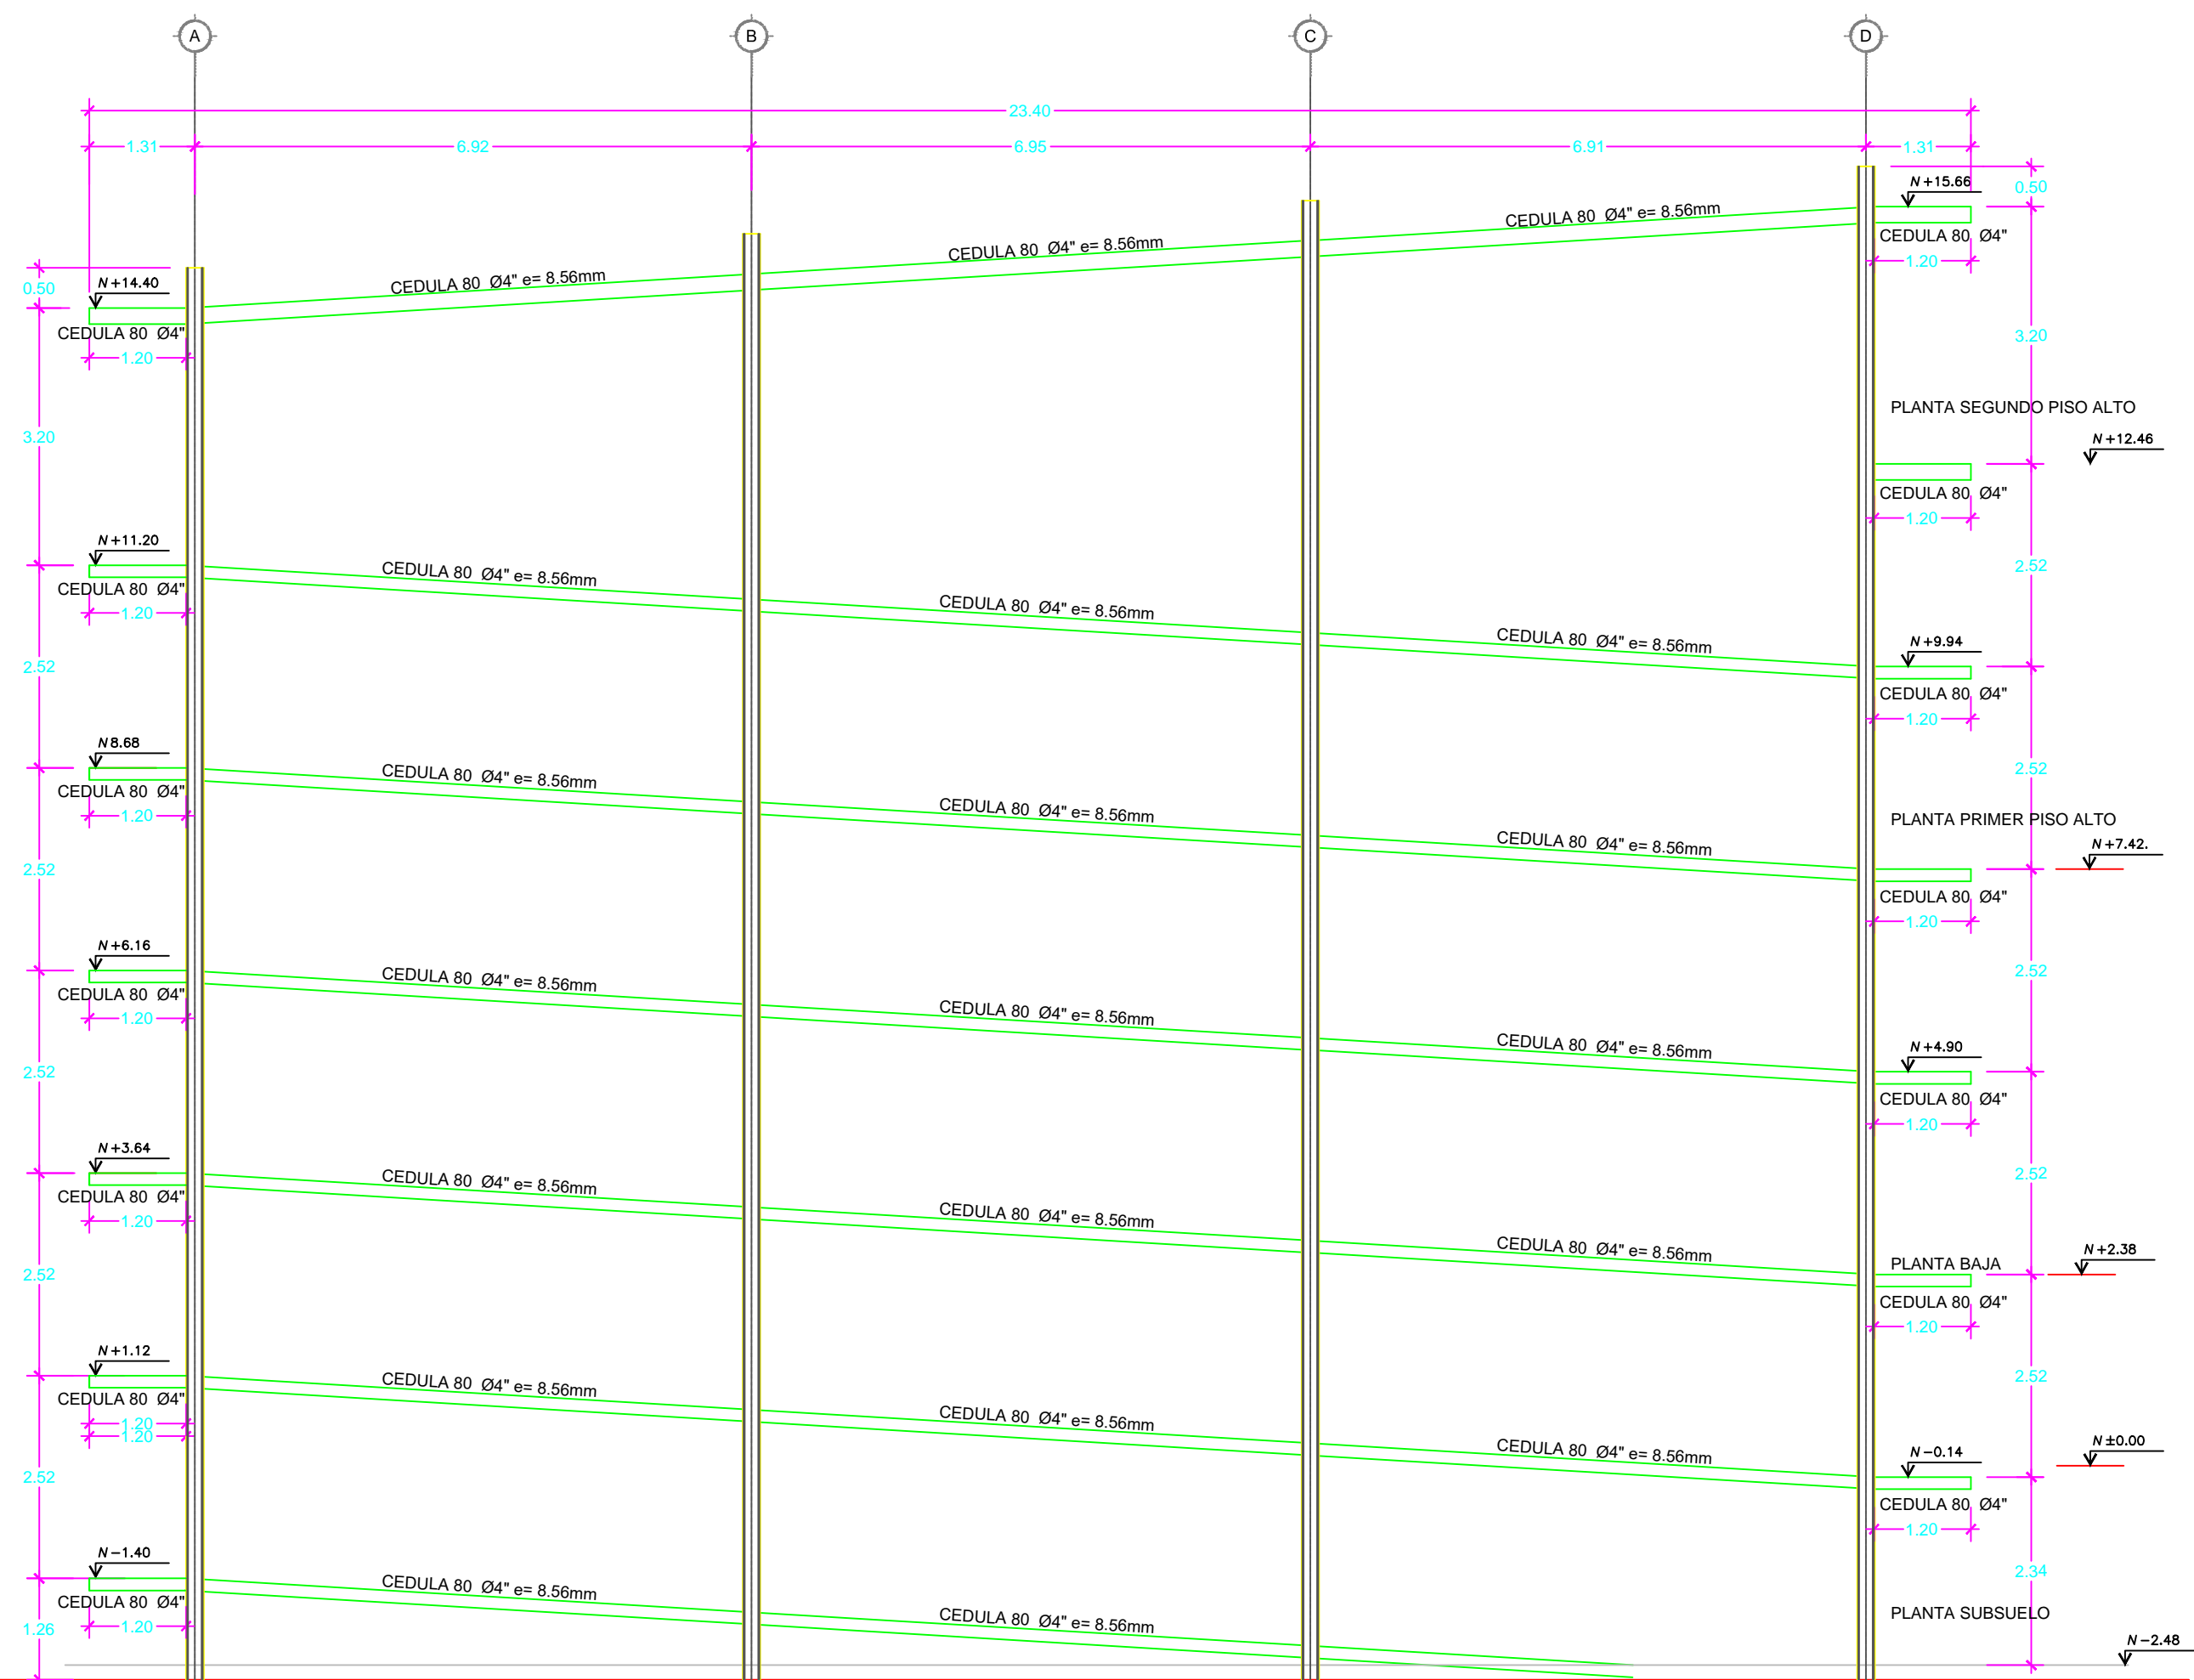 A B C D
23.40
1.31 6.92 6.95 6.91 1.31
N+15.66
0.50
CEDULA 80 Ø4" e= 8.56mm
CEDULA 80 Ø4" e= 8.56mm
CEDULA 80 Ø4" e= 8.56mm
CEDULA 80 Ø4"
1.20
N+14.40
0.50
CEDULA 80 Ø4"
1.20
3.20
3.20
PLANTA SEGUNDO PISO ALTO
N+12.46
CEDULA 80 Ø4"
1.20
N+11.20
CEDULA 80 Ø4"
1.20
CEDULA 80 Ø4" e= 8.56mm
CEDULA 80 Ø4" e= 8.56mm
CEDULA 80 Ø4" e= 8.56mm
2.52
N+9.94
CEDULA 80 Ø4"
1.20
2.52
N8.68
CEDULA 80 Ø4"
1.20
CEDULA 80 Ø4" e= 8.56mm
CEDULA 80 Ø4" e= 8.56mm
CEDULA 80 Ø4" e= 8.56mm
2.52
PLANTA PRIMER PISO ALTO
N+7.42.
CEDULA 80 Ø4"
1.20
2.52
N+6.16
CEDULA 80 Ø4"
1.20
CEDULA 80 Ø4" e= 8.56mm
CEDULA 80 Ø4" e= 8.56mm
CEDULA 80 Ø4" e= 8.56mm
2.52
N+4.90
CEDULA 80 Ø4"
1.20
2.52
N+3.64
CEDULA 80 Ø4"
1.20
CEDULA 80 Ø4" e= 8.56mm
CEDULA 80 Ø4" e= 8.56mm
CEDULA 80 Ø4" e= 8.56mm
2.52
PLANTA BAJA
N+2.38
CEDULA 80 Ø4"
1.20
2.52
N+1.12
CEDULA 80 Ø4"
1.20
1.20
CEDULA 80 Ø4" e= 8.56mm
CEDULA 80 Ø4" e= 8.56mm
CEDULA 80 Ø4" e= 8.56mm
2.52
N±0.00
N-0.14
CEDULA 80 Ø4"
1.20
2.52
N-1.40
CEDULA 80 Ø4"
1.20
CEDULA 80 Ø4" e= 8.56mm
CEDULA 80 Ø4" e= 8.56mm
2.34
PLANTA SUBSUELO
1.26
N-2.48